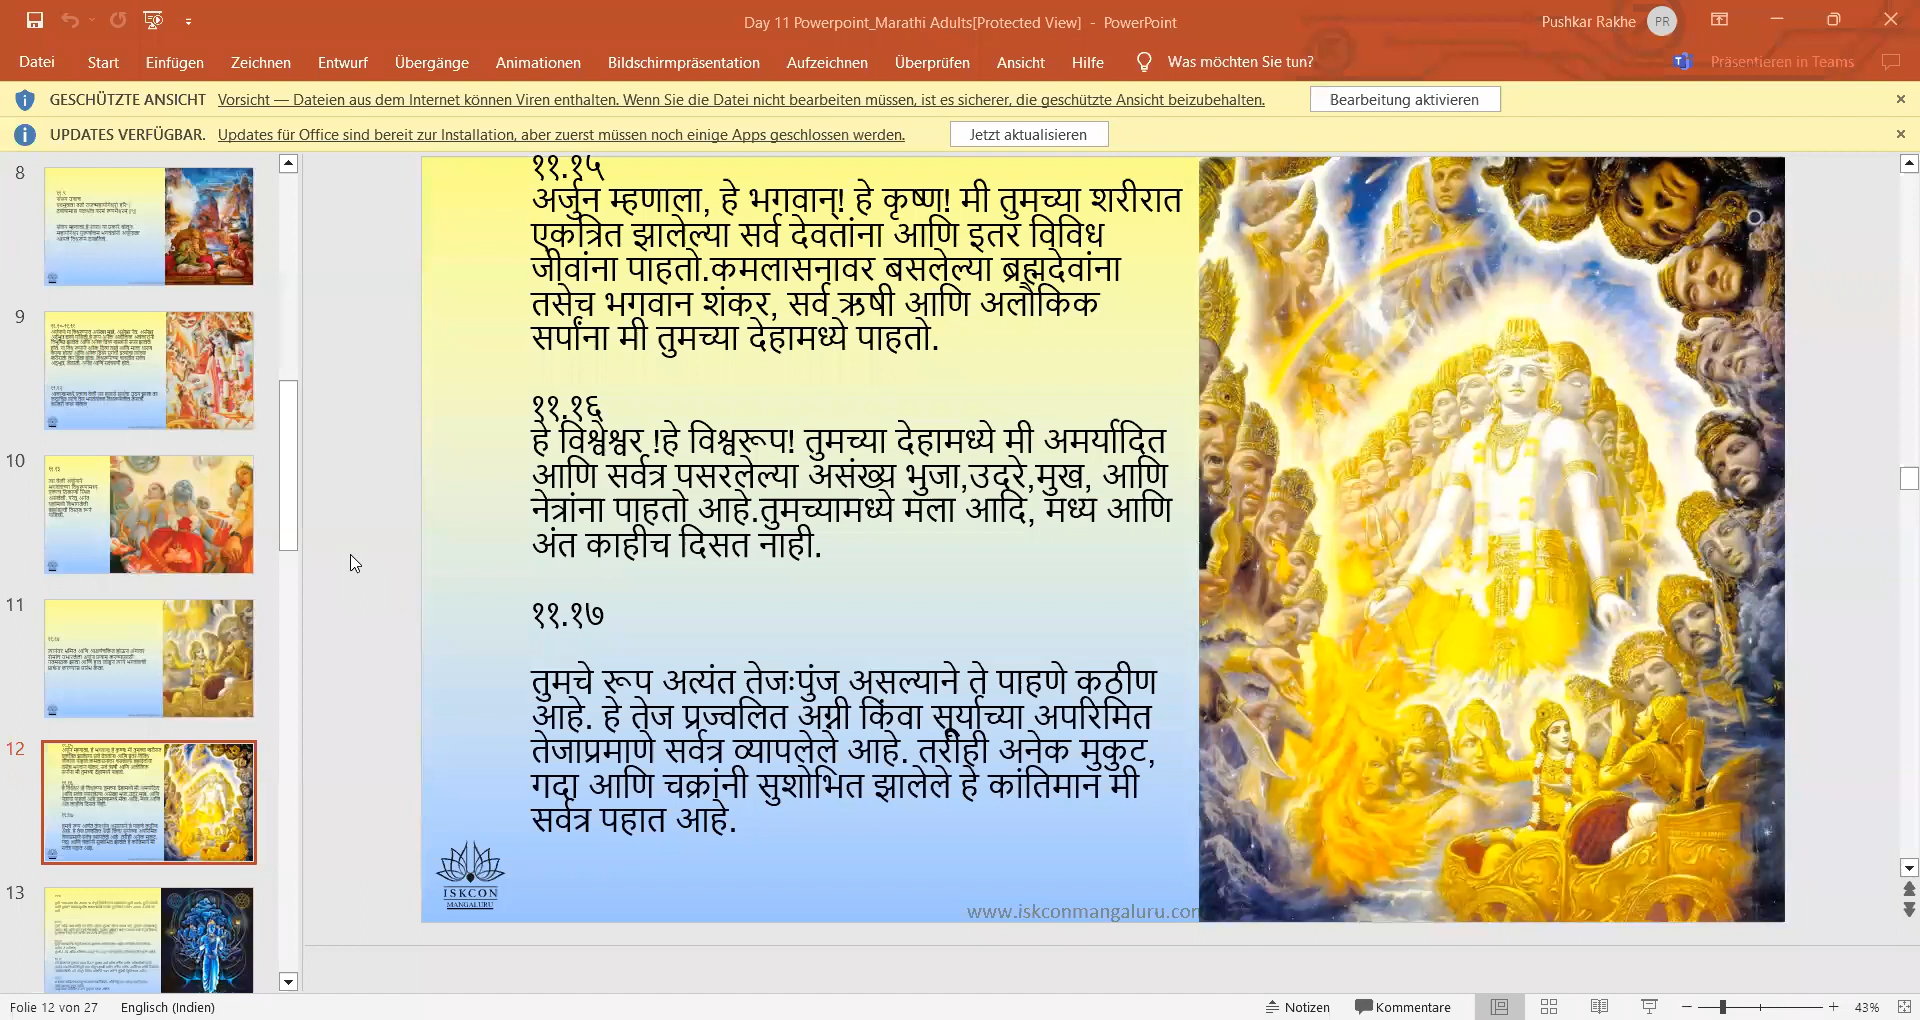 Day 11 Powerpoint_Marathi Adults[Protected View] - PowerPoint
Pushkar Rakhe PR
Datei Start Einfügen Zeichnen Entwurf Übergänge Animationen Bildschirmpräsentation Aufzeichnen Überprüfen Ansicht Hilfe Was möchten Sie tun? Präsentieren in Teams
GESCHÜTZTE ANSICHT Vorsicht — Dateien aus dem Internet können Viren enthalten. Wenn Sie die Datei nicht bearbeiten müssen, ist es sicherer, die geschützte Ansicht beizubehalten. Bearbeitung aktivieren
UPDATES VERFÜGBAR. Updates für Office sind bereit zur Installation, aber zuerst müssen noch einige Apps geschlossen werden. Jetzt aktualisieren
8
9
10
11
12
13
११.१५
अर्जुन म्हणाला, हे भगवान्! हे कृष्ण! मी तुमच्या शरीरात
एकत्रित झालेल्या सर्व देवतांना आणि इतर विविध
जीवांना पाहतो.कमलासनावर बसलेल्या ब्रह्मदेवांना
तसेच भगवान शंकर, सर्व ऋषी आणि अलौकिक
सर्पांना मी तुमच्या देहामध्ये पाहतो.
११.१६
हे विश्वेश्वर !हे विश्वरूप! तुमच्या देहामध्ये मी अमर्यादित
आणि सर्वत्र पसरलेल्या असंख्य भुजा,उदरे,मुख, आणि
नेत्रांना पाहतो आहे.तुमच्यामध्ये मला आदि, मध्य आणि
अंत काहीच दिसत नाही.
११.१७
तुमचे रूप अत्यंत तेजःपुंज असल्याने ते पाहणे कठीण
आहे. हे तेज प्रज्वलित अग्नी किंवा सूर्याच्या अपरिमित
तेजाप्रमाणे सर्वत्र व्यापलेले आहे. तरीही अनेक मुकुट,
गदा आणि चक्रांनी सुशोभित झालेले हे कांतिमान मी
सर्वत्र पहात आहे.
ISKCON
MANGALURU
www.iskconmangaluru.com
Folie 12 von 27 Englisch (Indien) Notizen Kommentare 43%